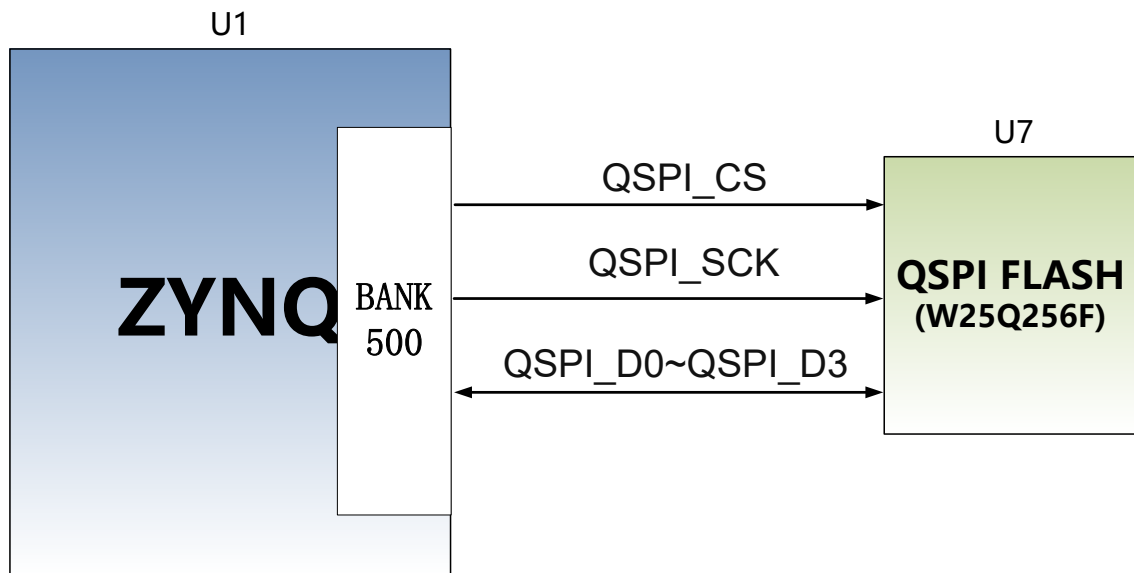 U1
U7
QSPI_CS
QSPI_SCK
ZYNQ
BANK
500
QSPI FLASH
(W25Q256F)
QSPI_D0~QSPI_D3